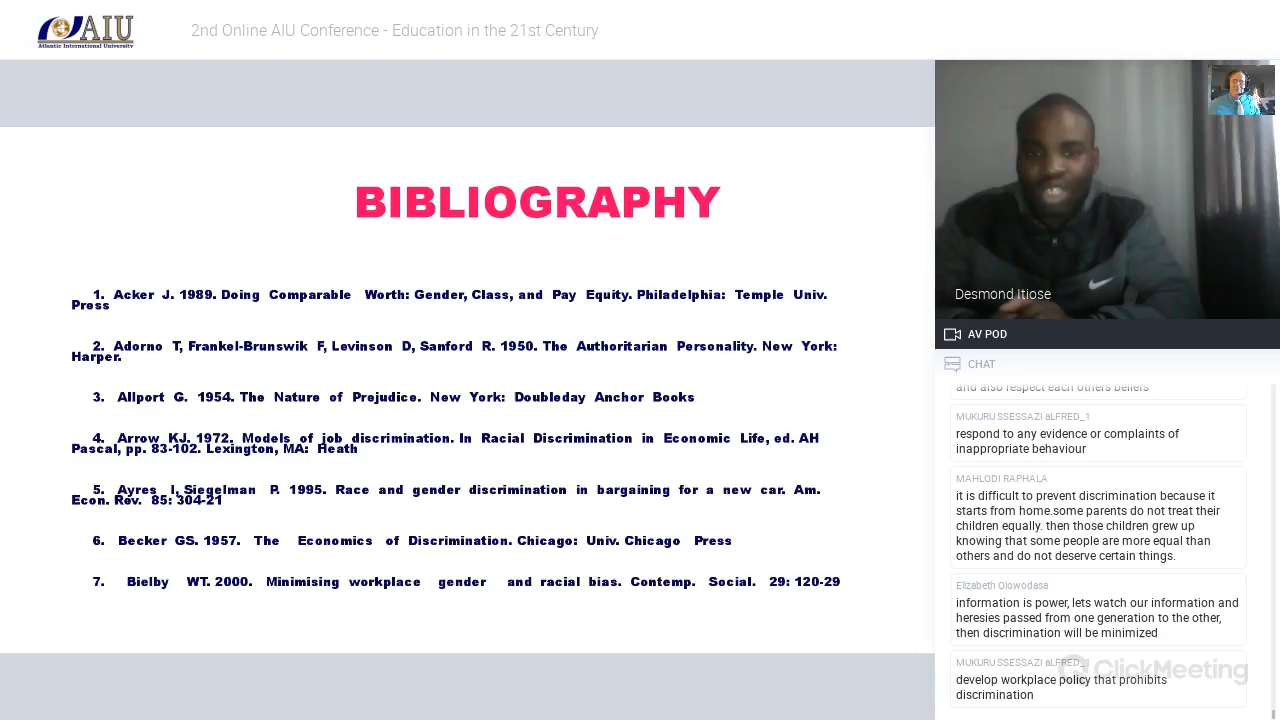 AIU
Atlantic International University
2nd Online AIU Conference - Education in the 21st Century
BIBLIOGRAPHY
1. Acker J. 1989. Doing Comparable Worth: Gender, Class, and Pay Equity. Philadelphia: Temple Univ.
Press
2. Adorno T, Frankel-Brunswik F, Levinson D, Sanford R. 1950. The Authoritarian Personality. New York:
Harper.
3. Allport G. 1954. The Nature of Prejudice. New York: Doubleday Anchor Books
4. Arrow KJ. 1972. Models of job discrimination. In Racial Discrimination in Economic Life, ed. AH
Pascal, pp. 83-102. Lexington, MA: Heath
5. Ayres I, Siegelman P. 1995. Race and gender discrimination in bargaining for a new car. Am.
Econ. Rev. 85: 304-21
6. Becker GS. 1957. The Economics of Discrimination. Chicago: Univ. Chicago Press
7. Bielby WT. 2000. Minimising workplace gender and racial bias. Contemp. Social. 29: 120-29
Desmond Itiose
AV POD
CHAT
and also respect each others beliefs
MUKURU SSESSAZI aLFRED_1
respond to any evidence or complaints of
inappropriate behaviour
MAHLODI RAPHALA
it is difficult to prevent discrimination because it
starts from home.some parents do not treat their
children equally. then those children grew up
knowing that some people are more equal than
others and do not deserve certain things.
Elizabeth Olowodasa
information is power, lets watch our information and
heresies passed from one generation to the other,
then discrimination will be minimized
MUKURU SSESSAZI aLFRED_1
develop workplace policy that prohibits
discrimination
ClickMeeting